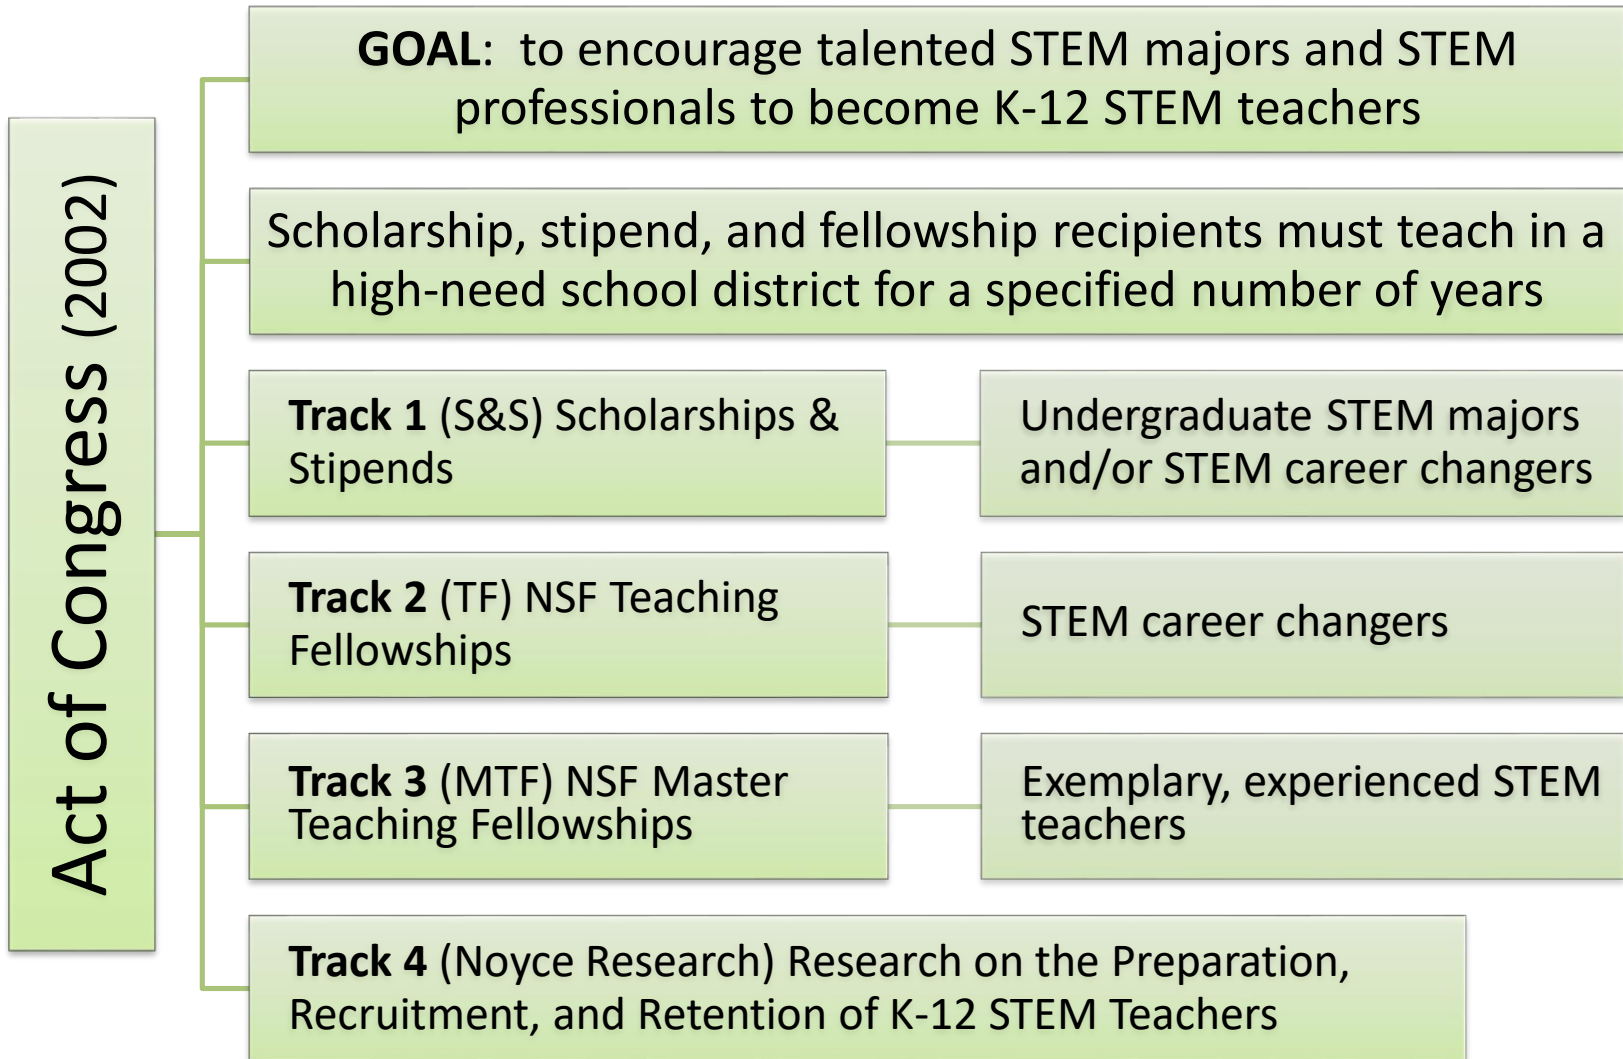 Act of Congress (2002)
GOAL:  to encourage talented STEM majors and STEM
professionals to become K-12 STEM teachers
Scholarship, stipend, and fellowship recipients must teach in a
high-need school district for a specified number of years
Track 1 (S&S) Scholarships &
Stipends
Undergraduate STEM majors
and/or STEM career changers
Track 2 (TF) NSF Teaching
Fellowships
STEM career changers
Track 3 (MTF) NSF Master
Teaching Fellowships
Exemplary, experienced STEM
teachers
Track 4 (Noyce Research) Research on the Preparation,
Recruitment, and Retention of K-12 STEM Teachers